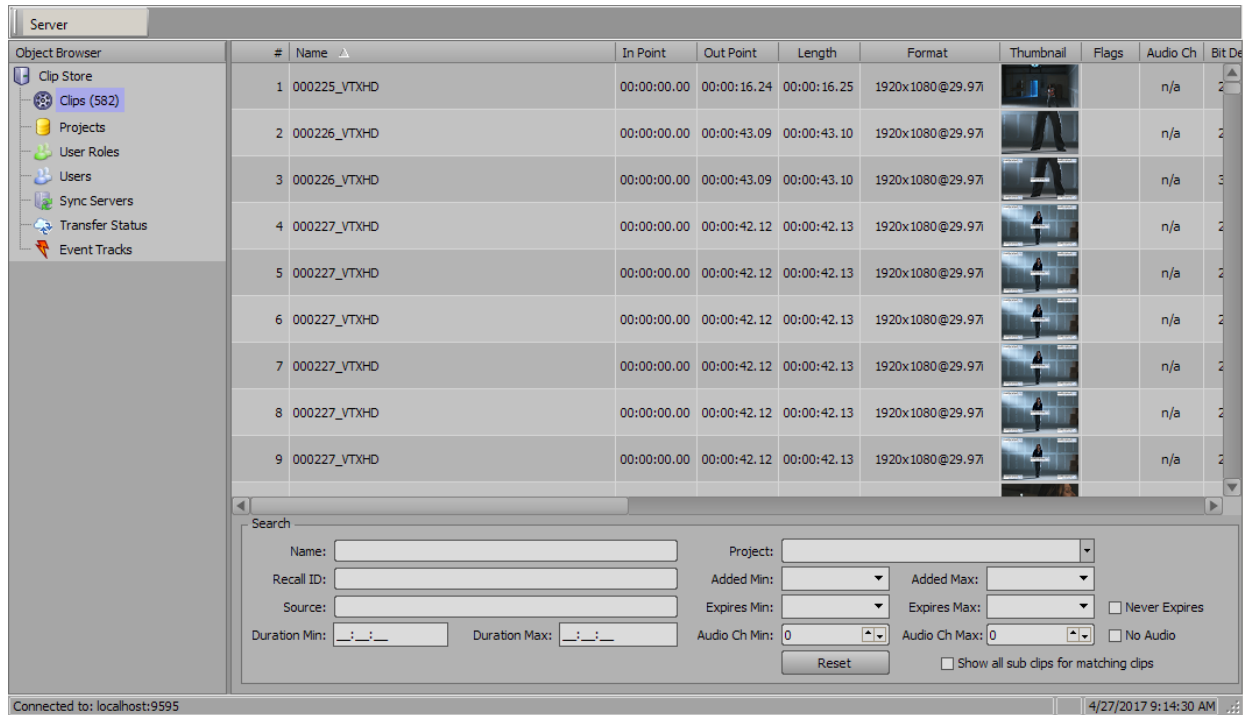 Server
Object Browser
Clip Store
Clips (582)
Projects
User Roles
Users
Sync Servers
Transfer Status
Event Tracks
# Name In Point Out Point Length Format Thumbnail Flags Audio Ch Bit De
1 000225_VTXHD 00:00:00.00 00:00:16.24 00:00:16.25 1920x1080@29.97i n/a 2
2 000226_VTXHD 00:00:00.00 00:00:43.09 00:00:43.10 1920x1080@29.97i n/a 2
3 000226_VTXHD 00:00:00.00 00:00:43.09 00:00:43.10 1920x1080@29.97i n/a 3
4 000227_VTXHD 00:00:00.00 00:00:42.12 00:00:42.13 1920x1080@29.97i n/a 2
5 000227_VTXHD 00:00:00.00 00:00:42.12 00:00:42.13 1920x1080@29.97i n/a 2
6 000227_VTXHD 00:00:00.00 00:00:42.12 00:00:42.13 1920x1080@29.97i n/a 2
7 000227_VTXHD 00:00:00.00 00:00:42.12 00:00:42.13 1920x1080@29.97i n/a 2
8 000227_VTXHD 00:00:00.00 00:00:42.12 00:00:42.13 1920x1080@29.97i n/a 2
9 000227_VTXHD 00:00:00.00 00:00:42.12 00:00:42.13 1920x1080@29.97i n/a 2
Search
Name: Project:
Recall ID: Added Min: Added Max:
Source: Expires Min: Expires Max: Never Expires
Duration Min: __:__:__ Duration Max: __:__:__ Audio Ch Min: 0 Audio Ch Max: 0 No Audio
Reset Show all sub clips for matching clips
Connected to: localhost:9595 4/27/2017 9:14:30 AM